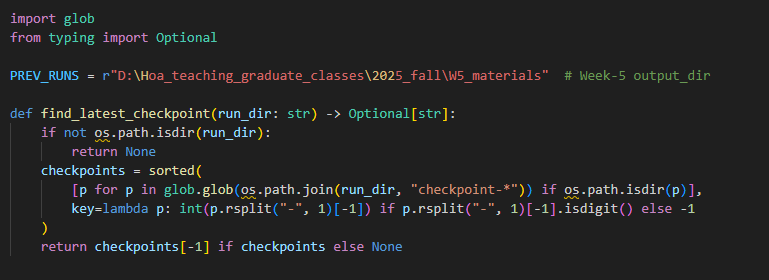 import glob
from typing import Optional
PREV_RUNS = r"D:\Hoa_teaching_graduate_classes\2025_fall\W5_materials"  # Week-5 output_dir
def find_latest_checkpoint(run_dir: str) -> Optional[str]:
    if not os.path.isdir(run_dir):
        return None
    checkpoints = sorted(
        [p for p in glob.glob(os.path.join(run_dir, "checkpoint-*")) if os.path.isdir(p)],
        key=lambda p: int(p.rsplit("-", 1)[-1]) if p.rsplit("-", 1)[-1].isdigit() else -1
    )
    return checkpoints[-1] if checkpoints else None